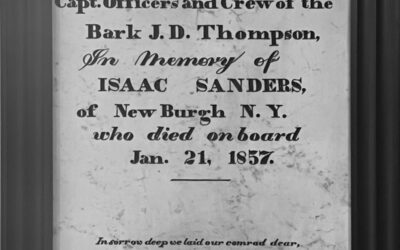 Capt. Officers and Crew of the
Bark J. D. Thompson,
In Memory of
ISAAC SANDERS,
of New Burgh N. Y.
who died on board
Jan. 21, 1857.
In sorrow deep we laid our comrad dear,